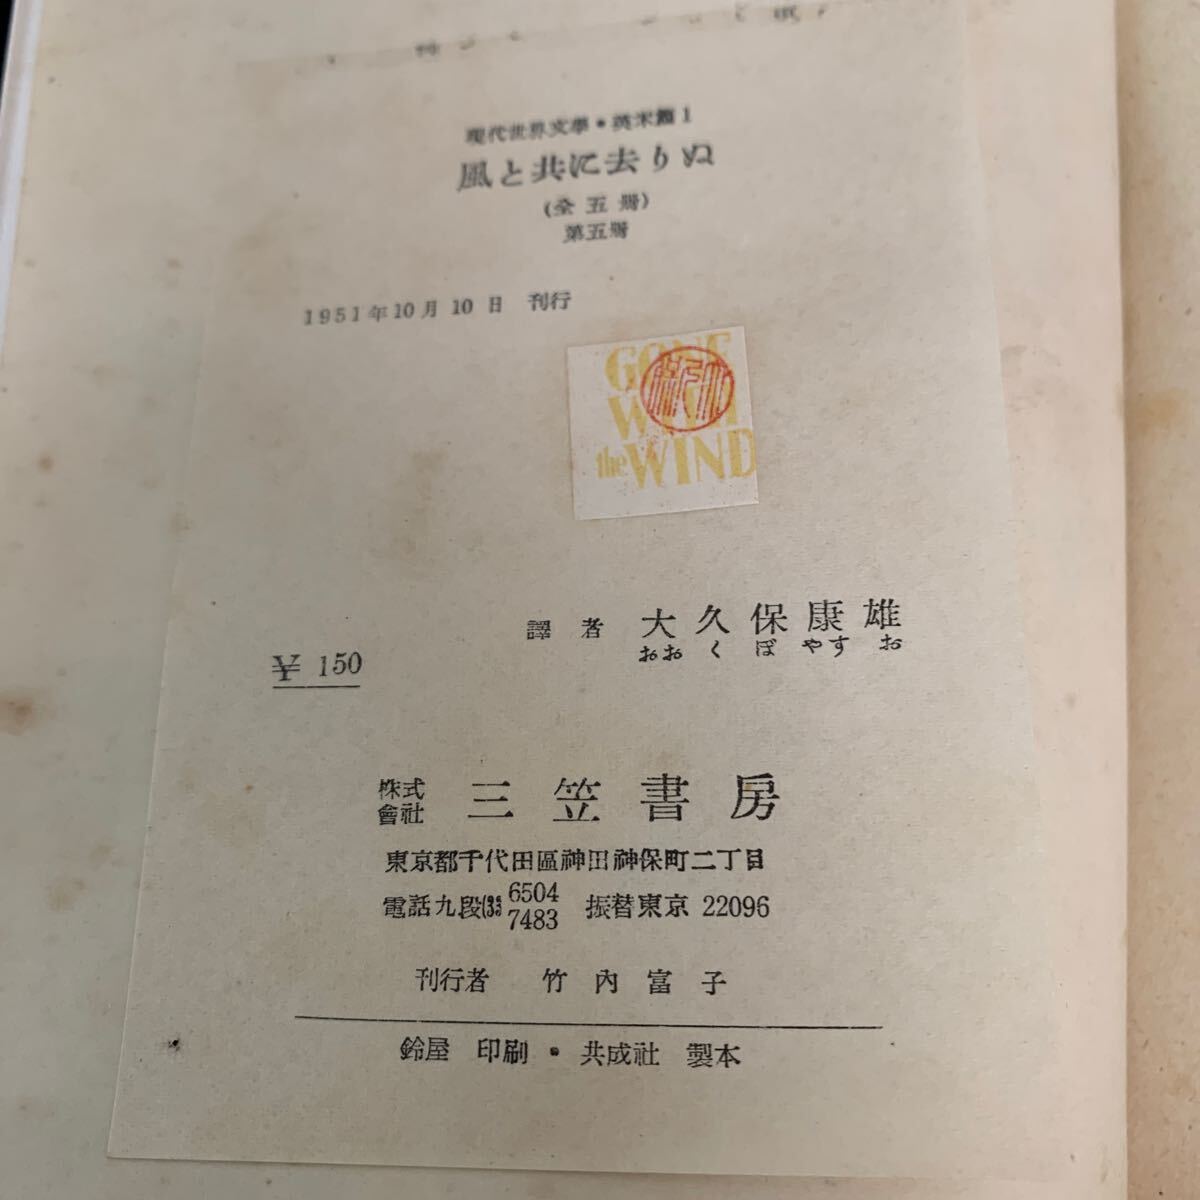 現代世界文學・英米篇1
風と共に去りぬ
(全五册)
第五册
1951年10月10日 刊行
GONE
WITH
the WIND
譯者 大久保康雄
おおくぼやすお
¥150
株式會社 三笠書房
東京都千代田區神田神保町二丁目
電話九段(33)6504 7483 振替東京 22096
刊行者 竹內富子
鈴屋 印刷・共成社 製本